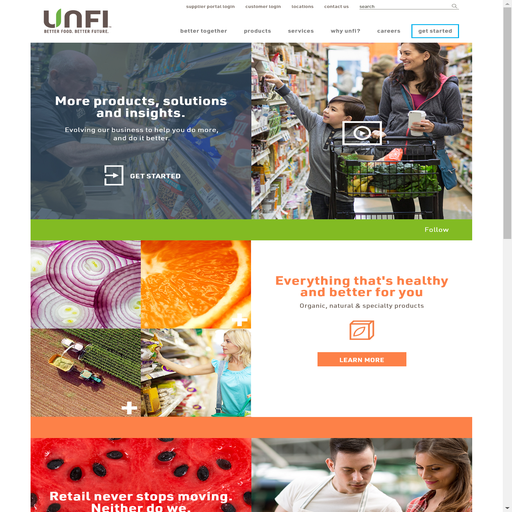 supplier portal login customer login locations contact us search
UNFI
BETTER FOOD. BETTER FUTURE.
better together products services why unfi? careers get started
More products, solutions
and insights.
Evolving our business to help you do more,
and do it better.
GET STARTED
Follow
Everything that's healthy
and better for you
Organic, natural & specialty products
LEARN MORE
Retail never stops moving.
Neither do we.